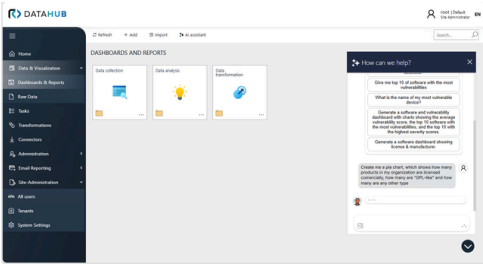 DATAHUB
root | Default
Site Administrator
EN
Refresh
Add
Import
AI assistant
Search...
Home
Data & Visualization
Dashboards & Reports
Raw Data
Tasks
Transformations
Connectors
Administration
Email Reporting
Site Administration
All users
Tenants
System Settings
DASHBOARDS AND REPORTS
Data collection
Data analysis
Data
transformation
How can we help?
Give me top 10 of software with the most
vulnerabilities
What is the name of my most vulnerable
device?
Generate a software and vulnerability
dashboard with charts showing the average
vulnerability score, the top 10 software with
the most vulnerabilities, and the top 10 with
the highest severity scores.
Generate a software dashboard showing
license & manufacturer.
Create me a pie chart, which shows how many
products in my organization are licensed
comercially, how many are "GPL-like" and how
many are any other type